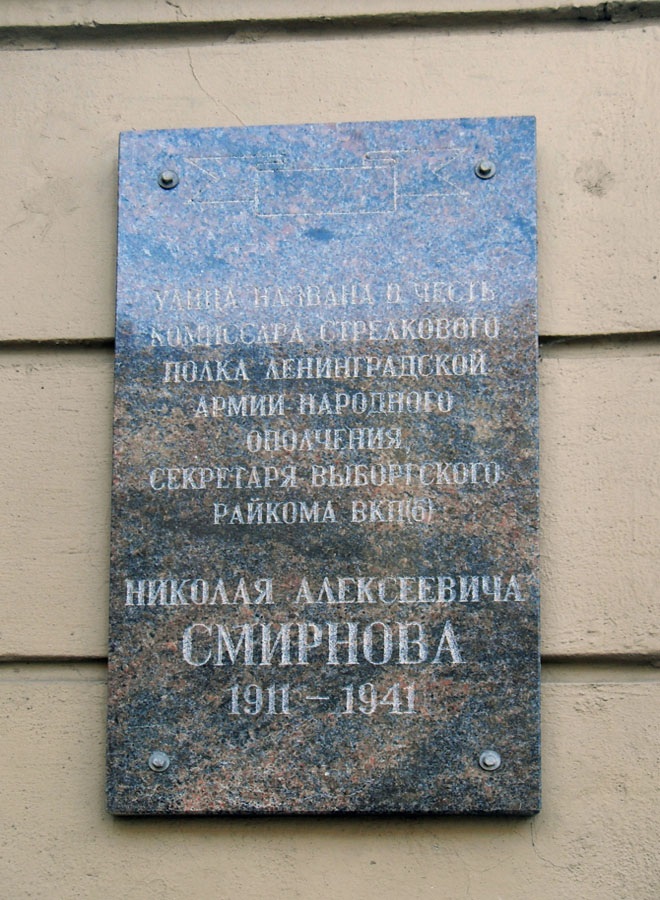 УЛИЦА НАЗВАНА В ЧЕСТЬ
КОМИССАРА СТРЕЛКОВОГО
ПОЛКА ЛЕНИНГРАДСКОЙ
АРМИИ НАРОДНОГО
ОПОЛЧЕНИЯ,
СЕКРЕТАРЯ ВЫБОРГСКОГО
РАЙКОМА ВКП(б)
НИКОЛАЯ АЛЕКСЕЕВИЧА
СМИРНОВА
1911 – 1941